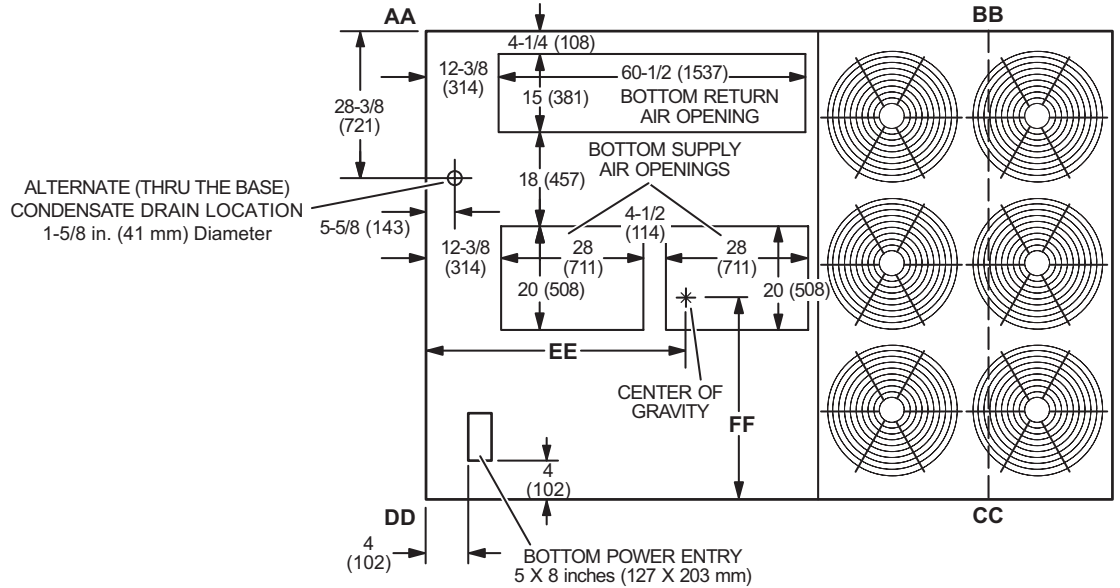 AA
BB
4-1/4 (108)
12-3/8
(314)
60-1/2 (1537)
28-3/8
(721)
15 (381)
BOTTOM RETURN
AIR OPENING
BOTTOM SUPPLY
AIR OPENINGS
18 (457)
ALTERNATE (THRU THE BASE)
CONDENSATE DRAIN LOCATION
1-5/8 in. (41 mm) Diameter
5-5/8 (143)
4-1/2
(114)
12-3/8
(314)
28
(711)
28
(711)
20 (508)
20 (508)
EE
CENTER OF
GRAVITY
FF
4
(102)
DD
CC
4
(102)
BOTTOM POWER ENTRY
5 X 8 inches (127 X 203 mm)